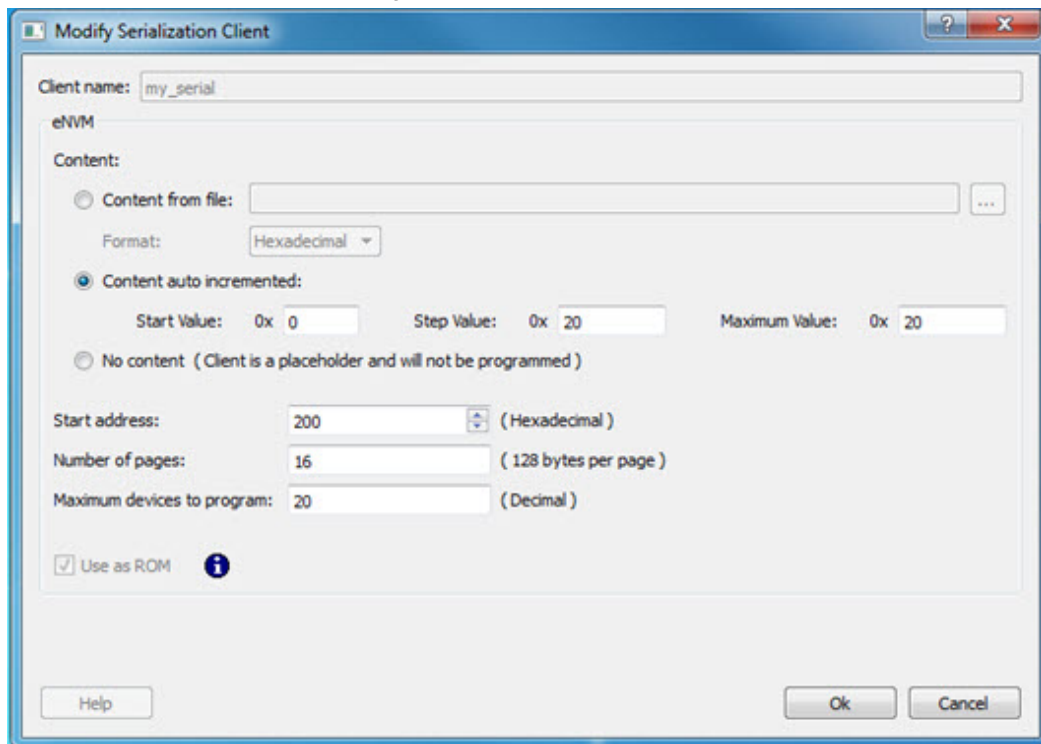 Modify Serialization Client
Client name: my_serial
eNVM
Content:
Content from file: ...
Format: Hexadecimal
Content auto incremented:
Start Value: 0x 0 Step Value: 0x 20 Maximum Value: 0x 20
No content ( Client is a placeholder and will not be programmed )
Start address: 200 ( Hexadecimal )
Number of pages: 16 ( 128 bytes per page )
Maximum devices to program: 20 ( Decimal )
Use as ROM
Help Ok Cancel